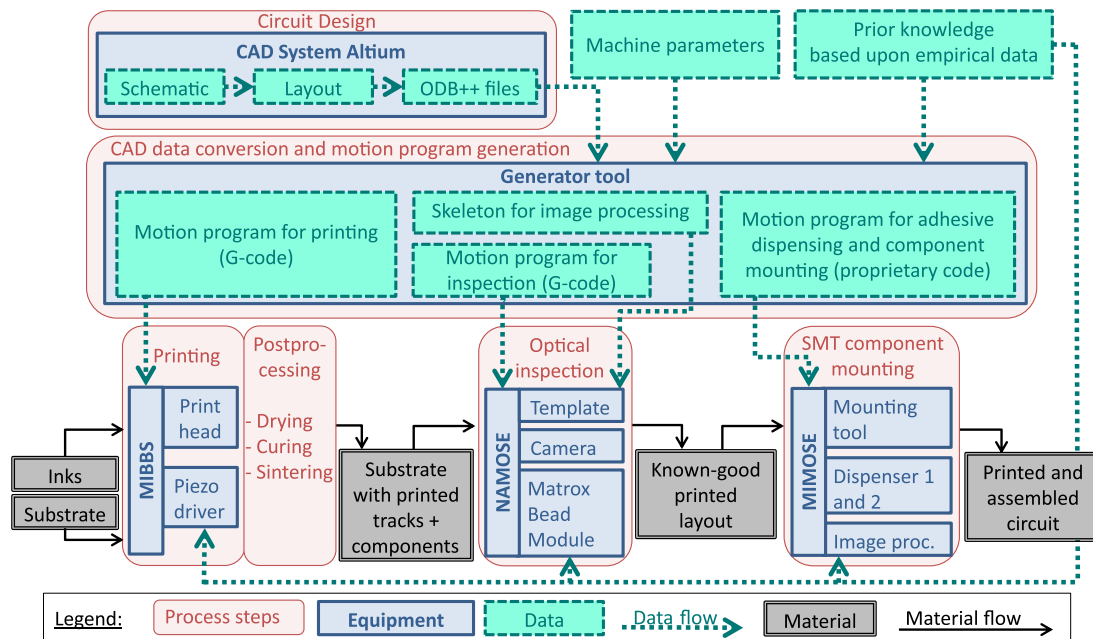 Circuit Design
CAD System Altium
Schematic
Layout
ODB++ files
Machine parameters
Prior knowledge
based upon empirical data
CAD data conversion and motion program generation
Generator tool
Motion program for printing
(G-code)
Skeleton for image processing
Motion program for
inspection (G-code)
Motion program for adhesive
dispensing and component
mounting (proprietary code)
Printing
MIBBS
Print
head
Piezo
driver
Postpro-
cessing
- Drying
- Curing
- Sintering
Inks
Substrate
Substrate
with printed
tracks +
components
Optical
inspection
NAMOSE
Template
Camera
Matrox
Bead
Module
Known-good
printed
layout
SMT component
mounting
MIMOSE
Mounting
tool
Dispenser 1
and 2
Image proc.
Printed and
assembled
circuit
Legend:
Process steps
Equipment
Data
Data flow
Material
Material flow